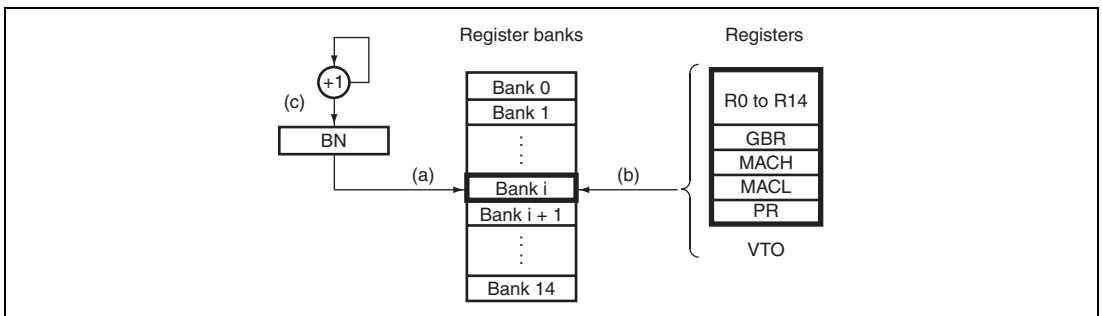 Register banks
Registers
+1
(c)
BN
(a)
Bank 0
Bank 1
:
:
Bank i
Bank i + 1
:
:
Bank 14
(b)
R0 to R14
GBR
MACH
MACL
PR
VTO